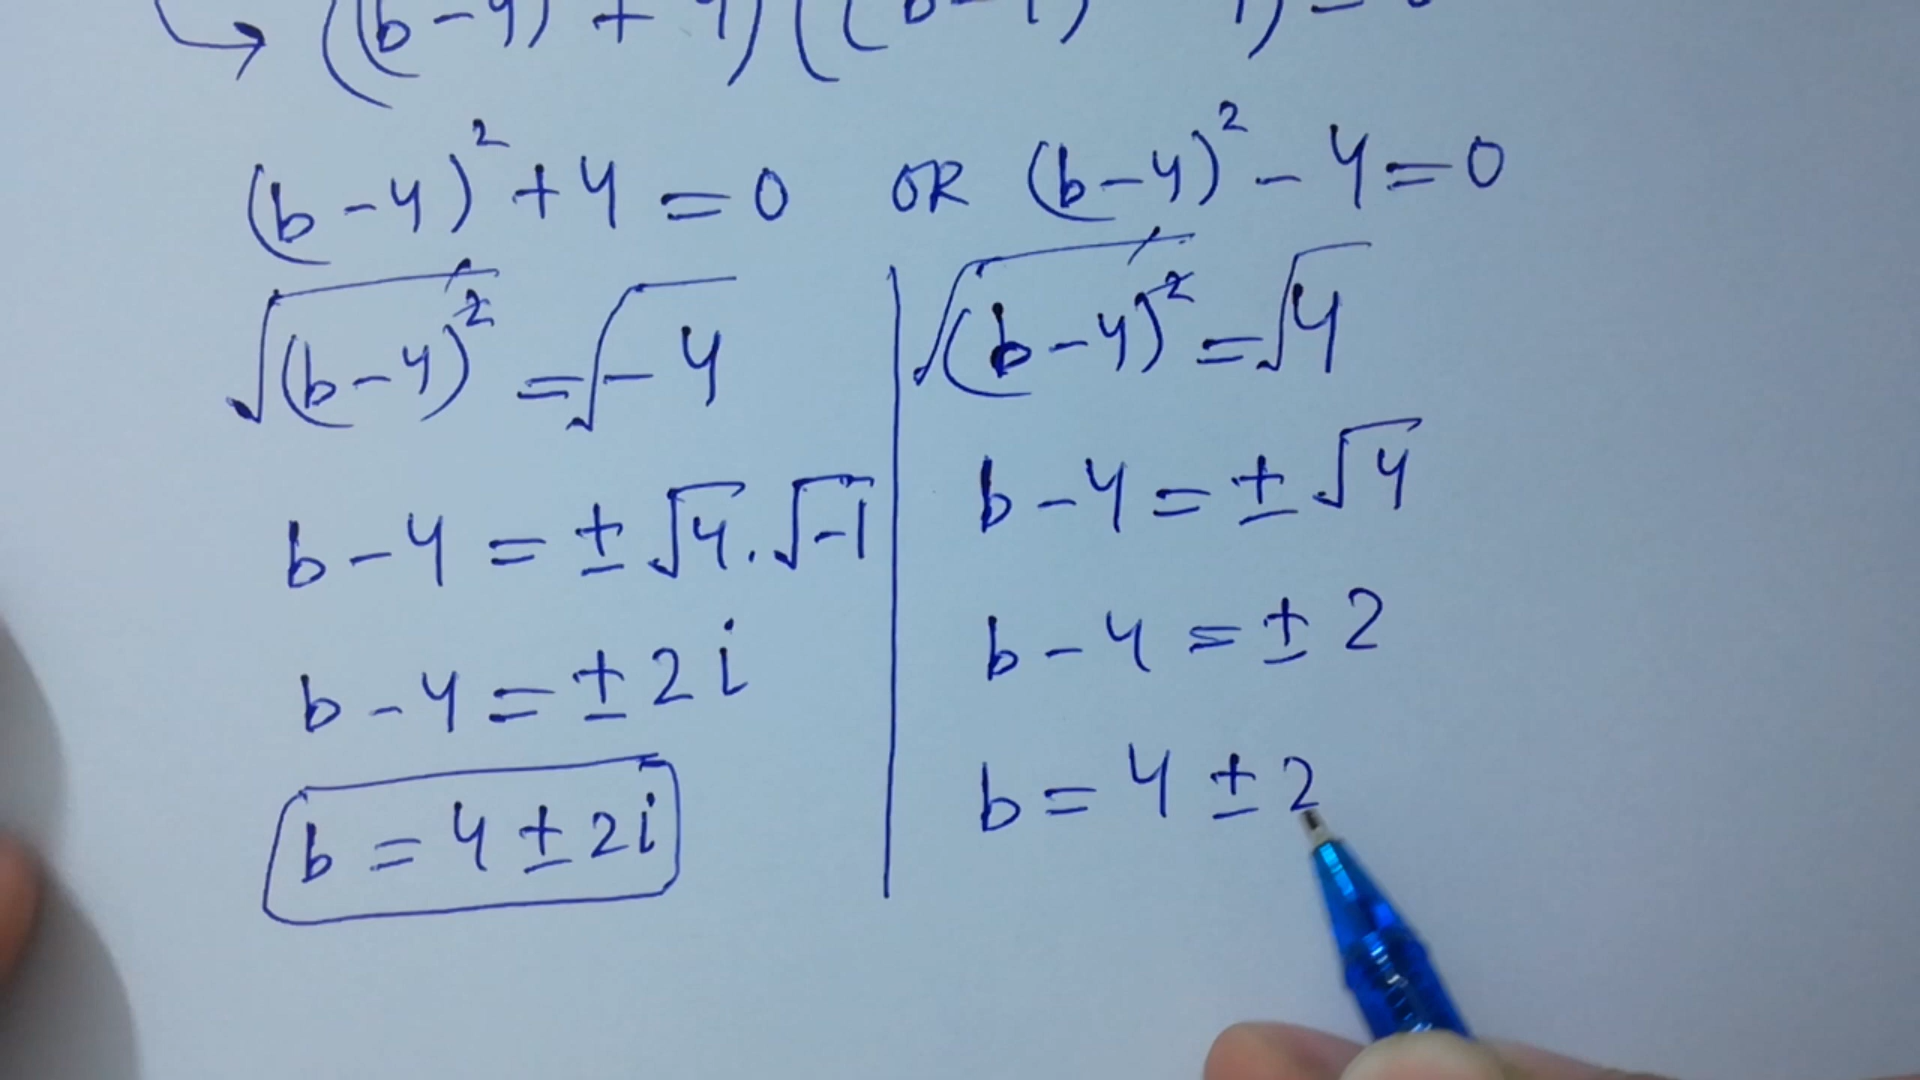 (b-4)² + 4 = 0 OR (b-4)² - 4 = 0
√(b-4)² = √-4
b - 4 = ± √4 . √-1
b - 4 = ± 2i
b = 4 ± 2i
√(b-4)² = √4
b - 4 = ± √4
b - 4 = ± 2
b = 4 ± 2